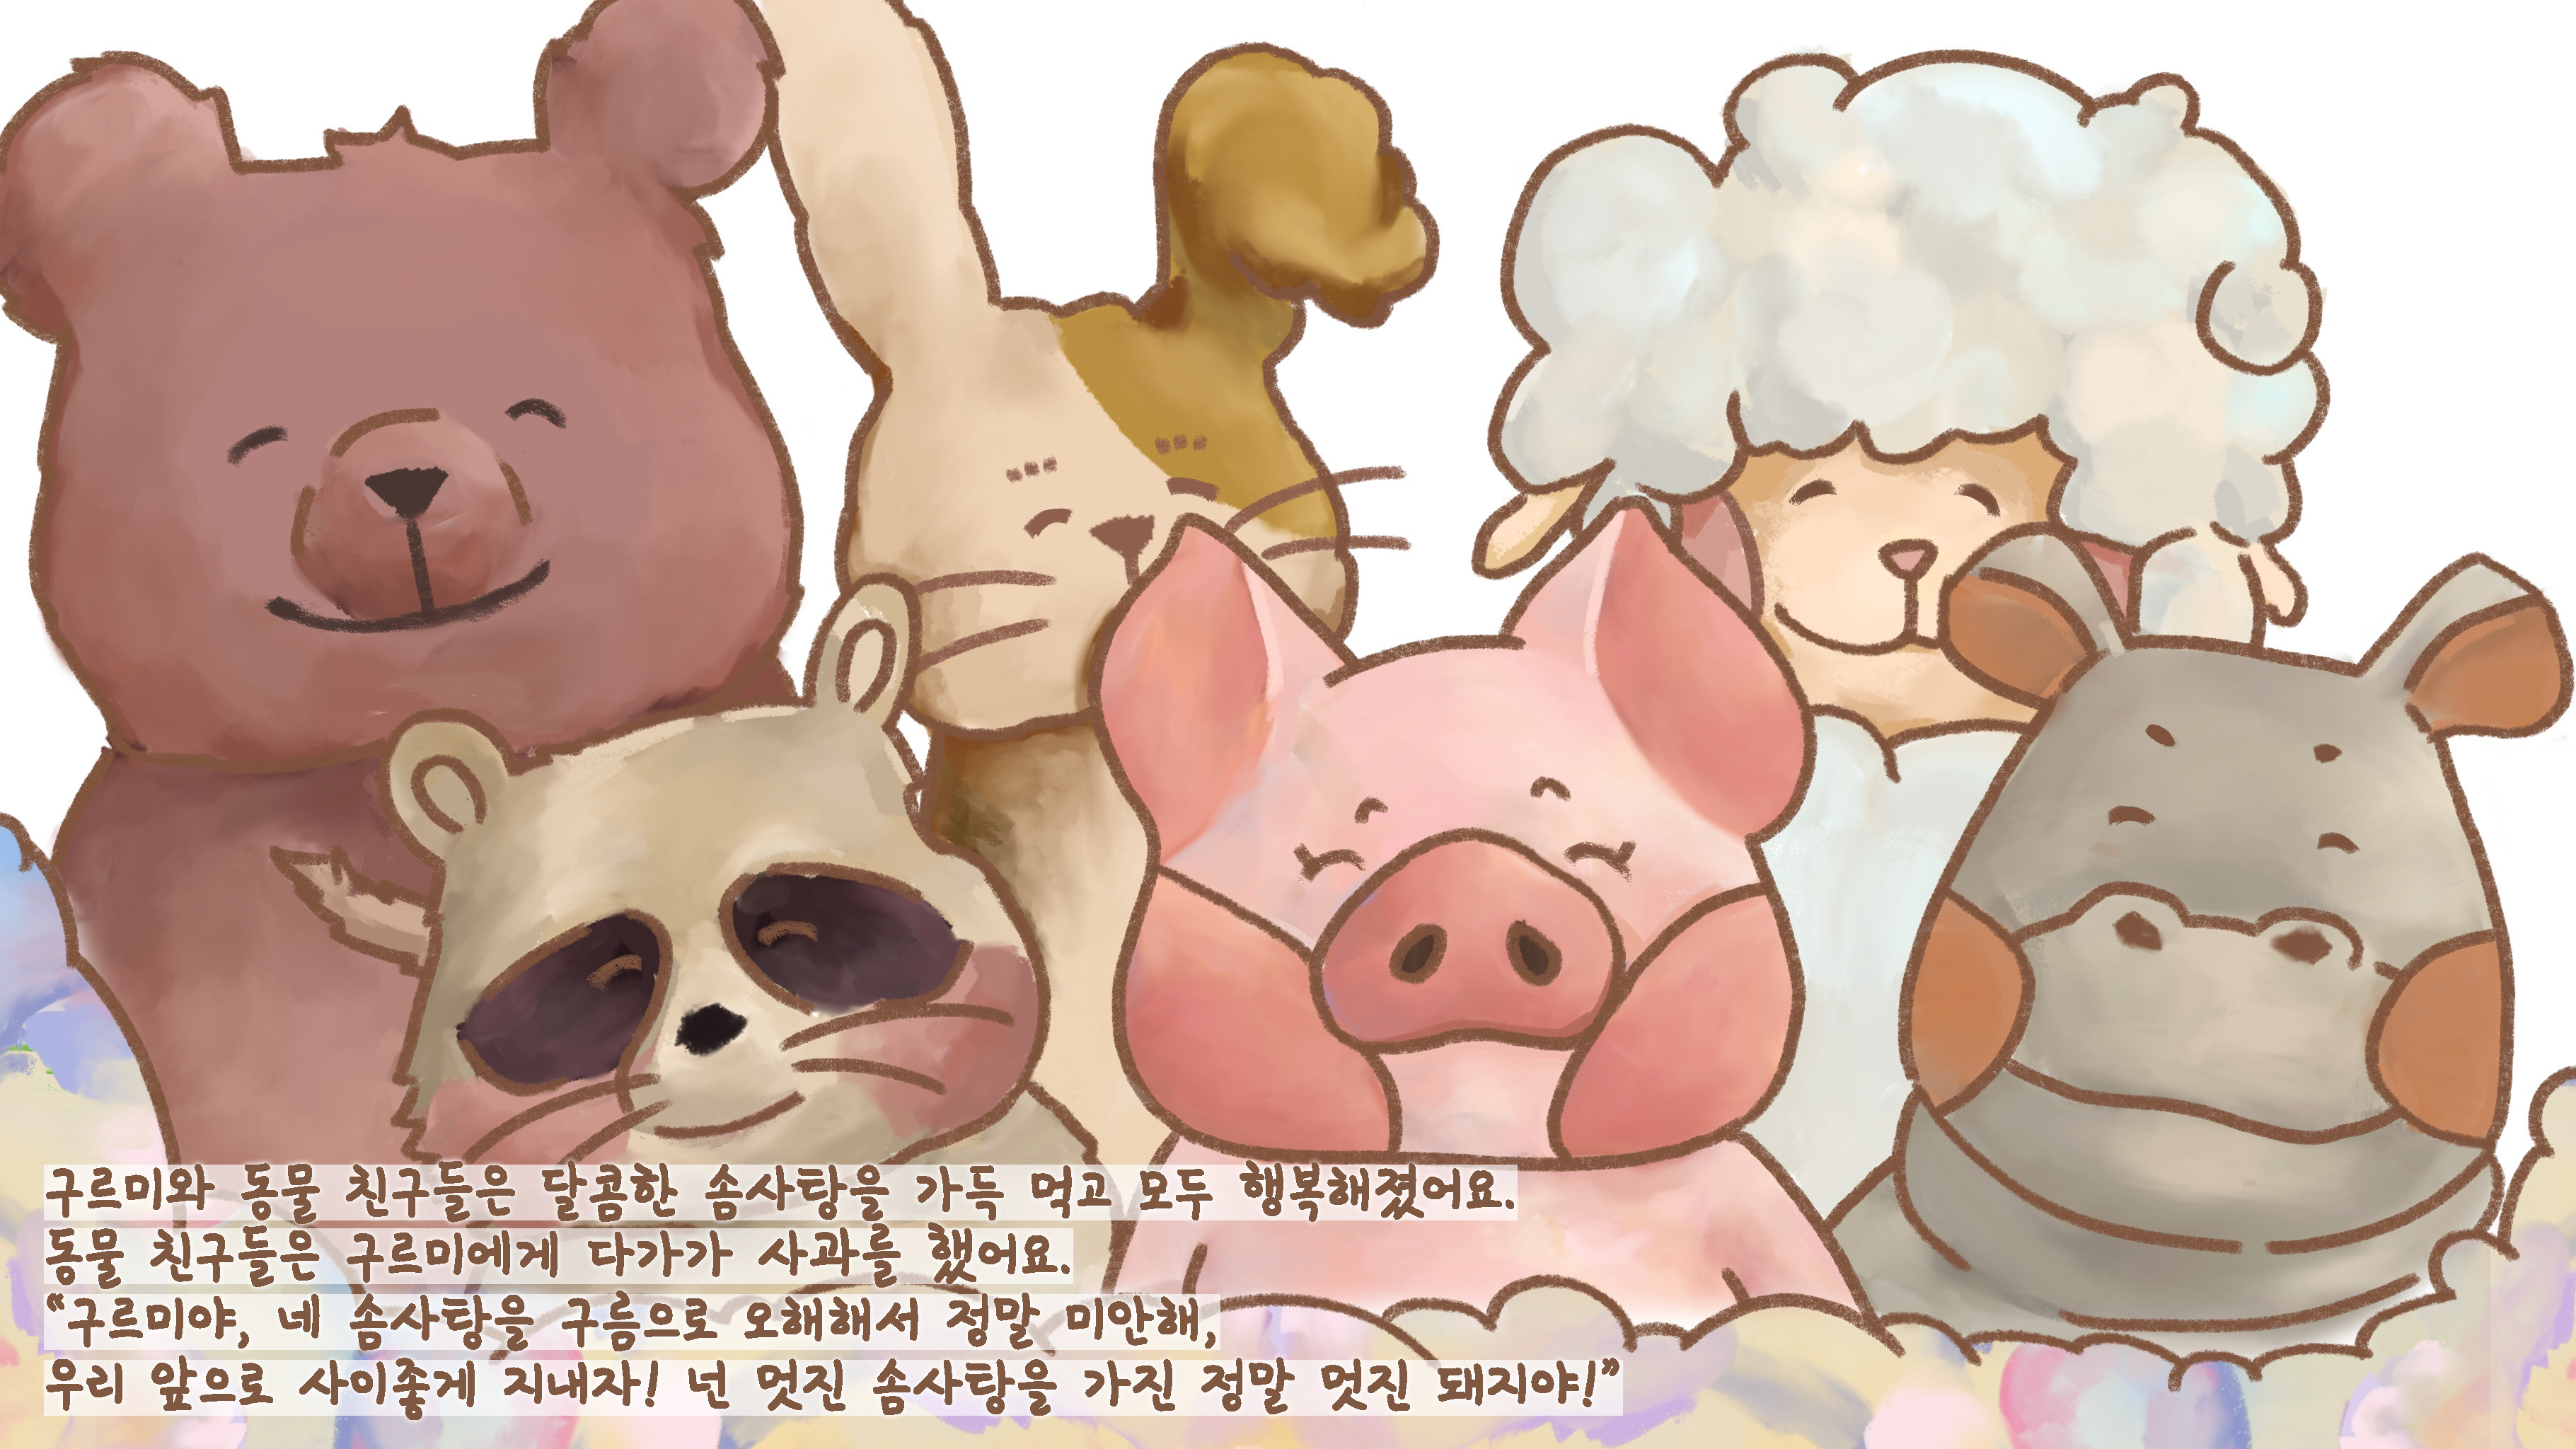 구르미와 동물 친구들은 달콤한 솜사탕을 가득 먹고 모두 행복해졌어요.
동물 친구들은 구르미에게 다가가 사과를 했어요.
“구르미야, 네 솜사탕을 구름으로 오해해서 정말 미안해,
우리 앞으로 사이좋게 지내자! 넌 멋진 솜사탕을 가진 정말 멋진 돼지야!”